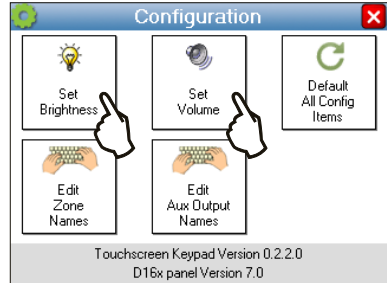 Configuration
Set
Brightness
Set
Volume
Default
All Config
Items
Edit
Zone
Names
Edit
Aux Output
Names
Touchscreen Keypad Version 0.2.2.0
D16x panel Version 7.0